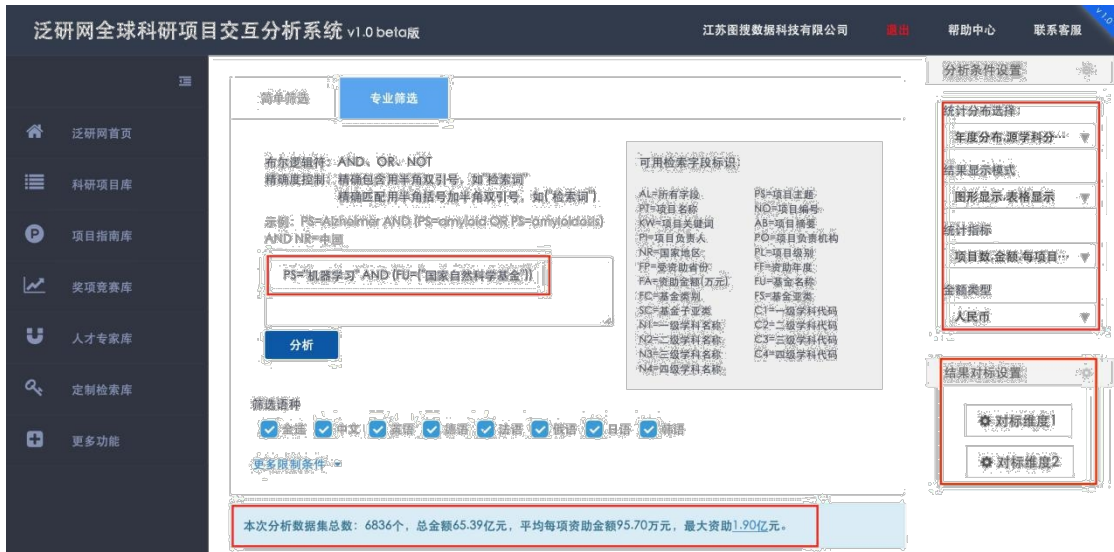 泛研网全球科研项目交互分析系统 v1.0 beta版
江苏图搜数据科技有限公司
退出
帮助中心
联系客服
v1.0
泛研网首页
科研项目库
项目指南库
奖项竞赛库
人才专家库
定制检索库
更多功能
简单筛选
专业筛选
布尔逻辑符：AND、OR、NOT
精确度控制：精确包含用半角双引号，如"检索词"
精确匹配用半角括号加半角双引号，如("检索词")
示例：PS=Alzheimer AND (PS=amyloid OR PS=amyloidosis)
AND NR=中国
PS="机器学习" AND (FU=("国家自然科学基金"))
分析
可用检索字段标识：
AL=所有字段 PS=项目主题
PT=项目名称 NO=项目编号
KW=项目关键词 AB=项目摘要
PI=项目负责人 PO=项目负责机构
NR=国家地区 PL=项目级别
FP=受资助省份 FF=资助年度
FA=资助金额(万元) FU=基金名称
FC=基金类别 FS=基金亚类
SC=基金子亚类 C1=一级学科代码
N1=一级学科名称 C2=二级学科代码
N2=二级学科名称 C3=三级学科代码
N3=三级学科名称 C4=四级学科代码
N4=四级学科名称
筛选语种
全选 中文 英语 德语 法语 俄语 日语 韩语
更多限制条件
本次分析数据集总数：6836个，总金额65.39亿元，平均每项资助金额95.70万元，最大资助1.90亿元。
分析条件设置
统计分布选择：
年度分布,源学科分…
结果显示模式
图形显示,表格显示
统计指标
项目数,金额,每项目…
金额类型
人民币
结果对标设置
对标维度1
对标维度2